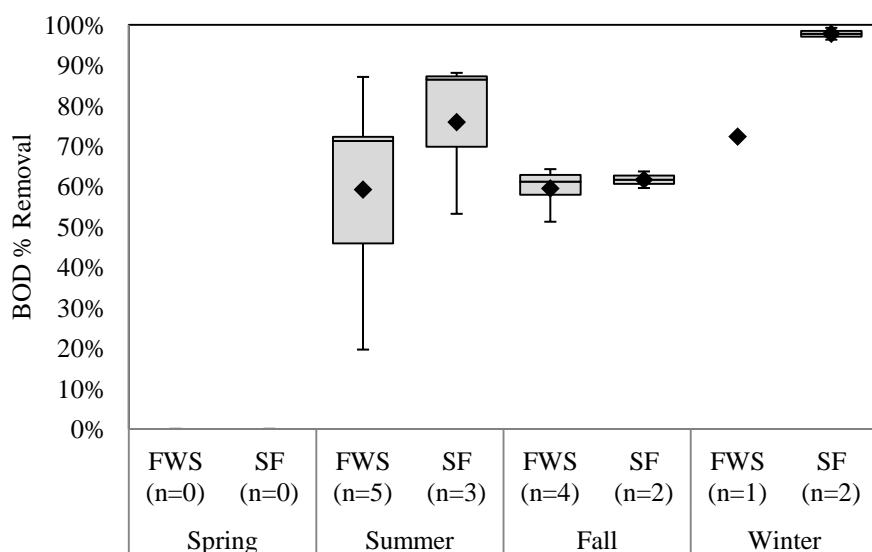 BOD % Removal
100%
90%
80%
70%
60%
50%
40%
30%
20%
10%
0%
FWS SF FWS SF FWS SF FWS SF
(n=0) (n=0) (n=5) (n=3) (n=4) (n=2) (n=1) (n=2)
Spring Summer Fall Winter